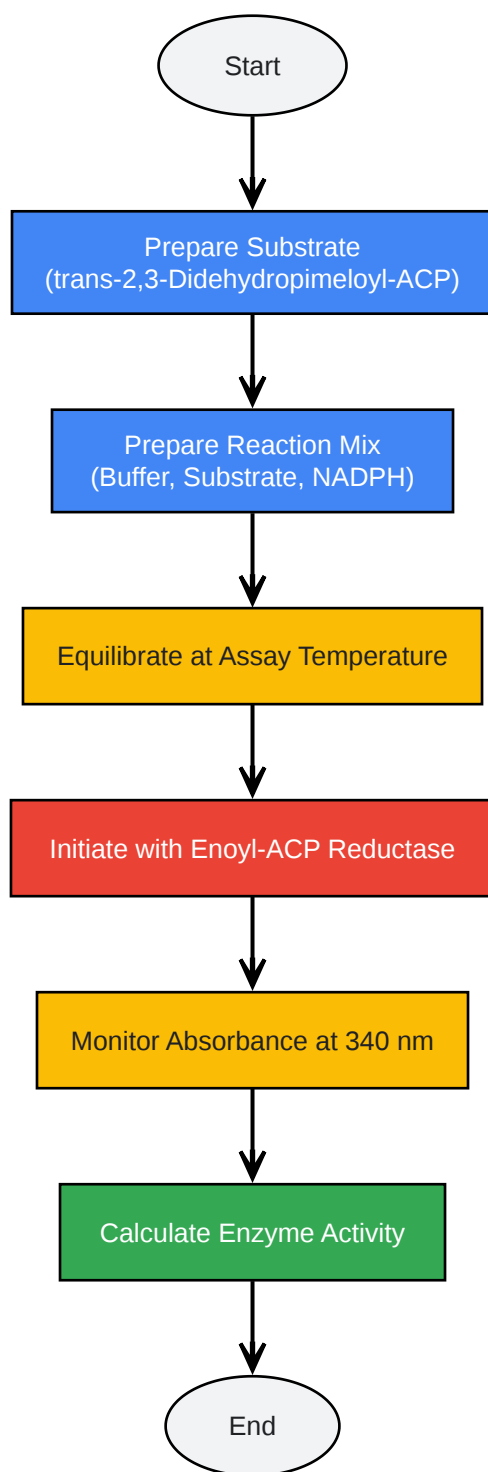 Start
Prepare Substrate
(trans-2,3-Didehydropimeloyl-ACP)
Prepare Reaction Mix
(Buffer, Substrate, NADPH)
Equilibrate at Assay Temperature
Initiate with Enoyl-ACP Reductase
Monitor Absorbance at 340 nm
Calculate Enzyme Activity
End